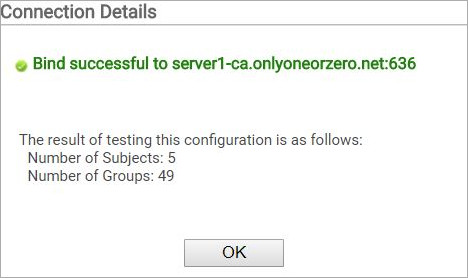 Connection Details
Bind successful to server1-ca.onlyoneorzero.net:636
The result of testing this configuration is as follows:
Number of Subjects: 5
Number of Groups: 49
OK